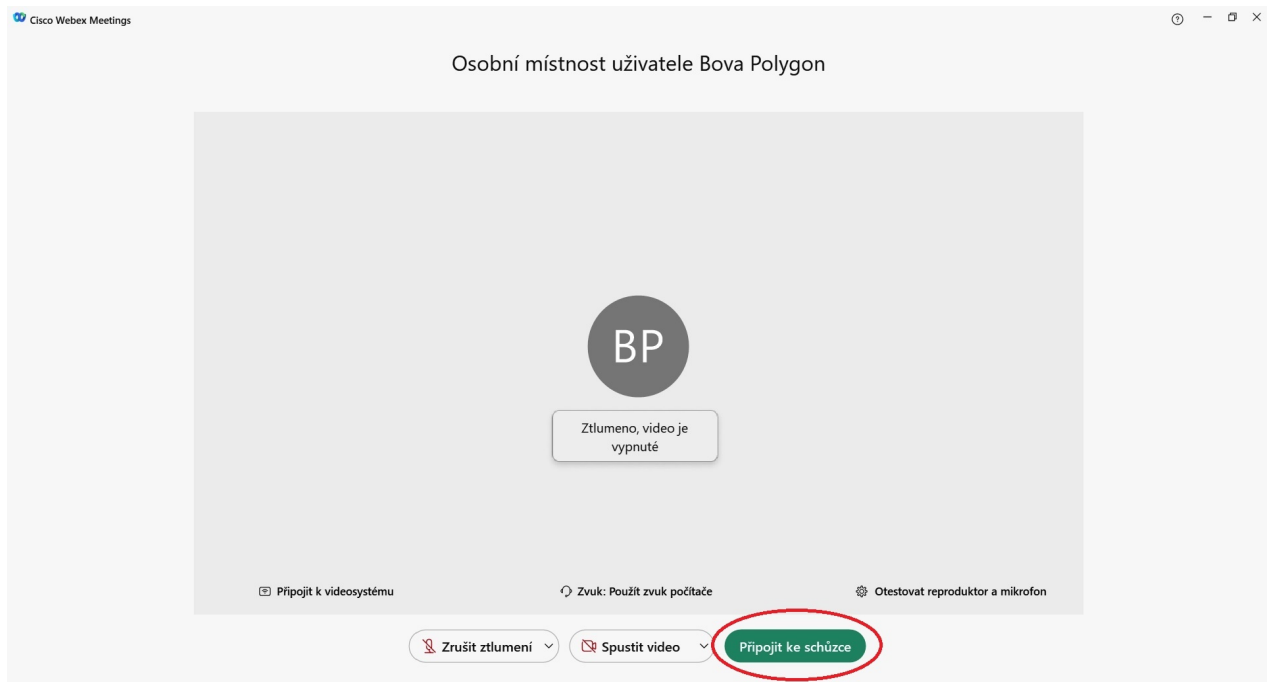 Cisco Webex Meetings
Osobní místnost uživatele Bova Polygon
BP
Ztlumeno, video je
vypnuté
Připojit k videosystému
Zvuk: Použít zvuk počítače
Otestovat reproduktor a mikrofon
Zrušit ztlumení
Spustit video
Připojit ke schůzce